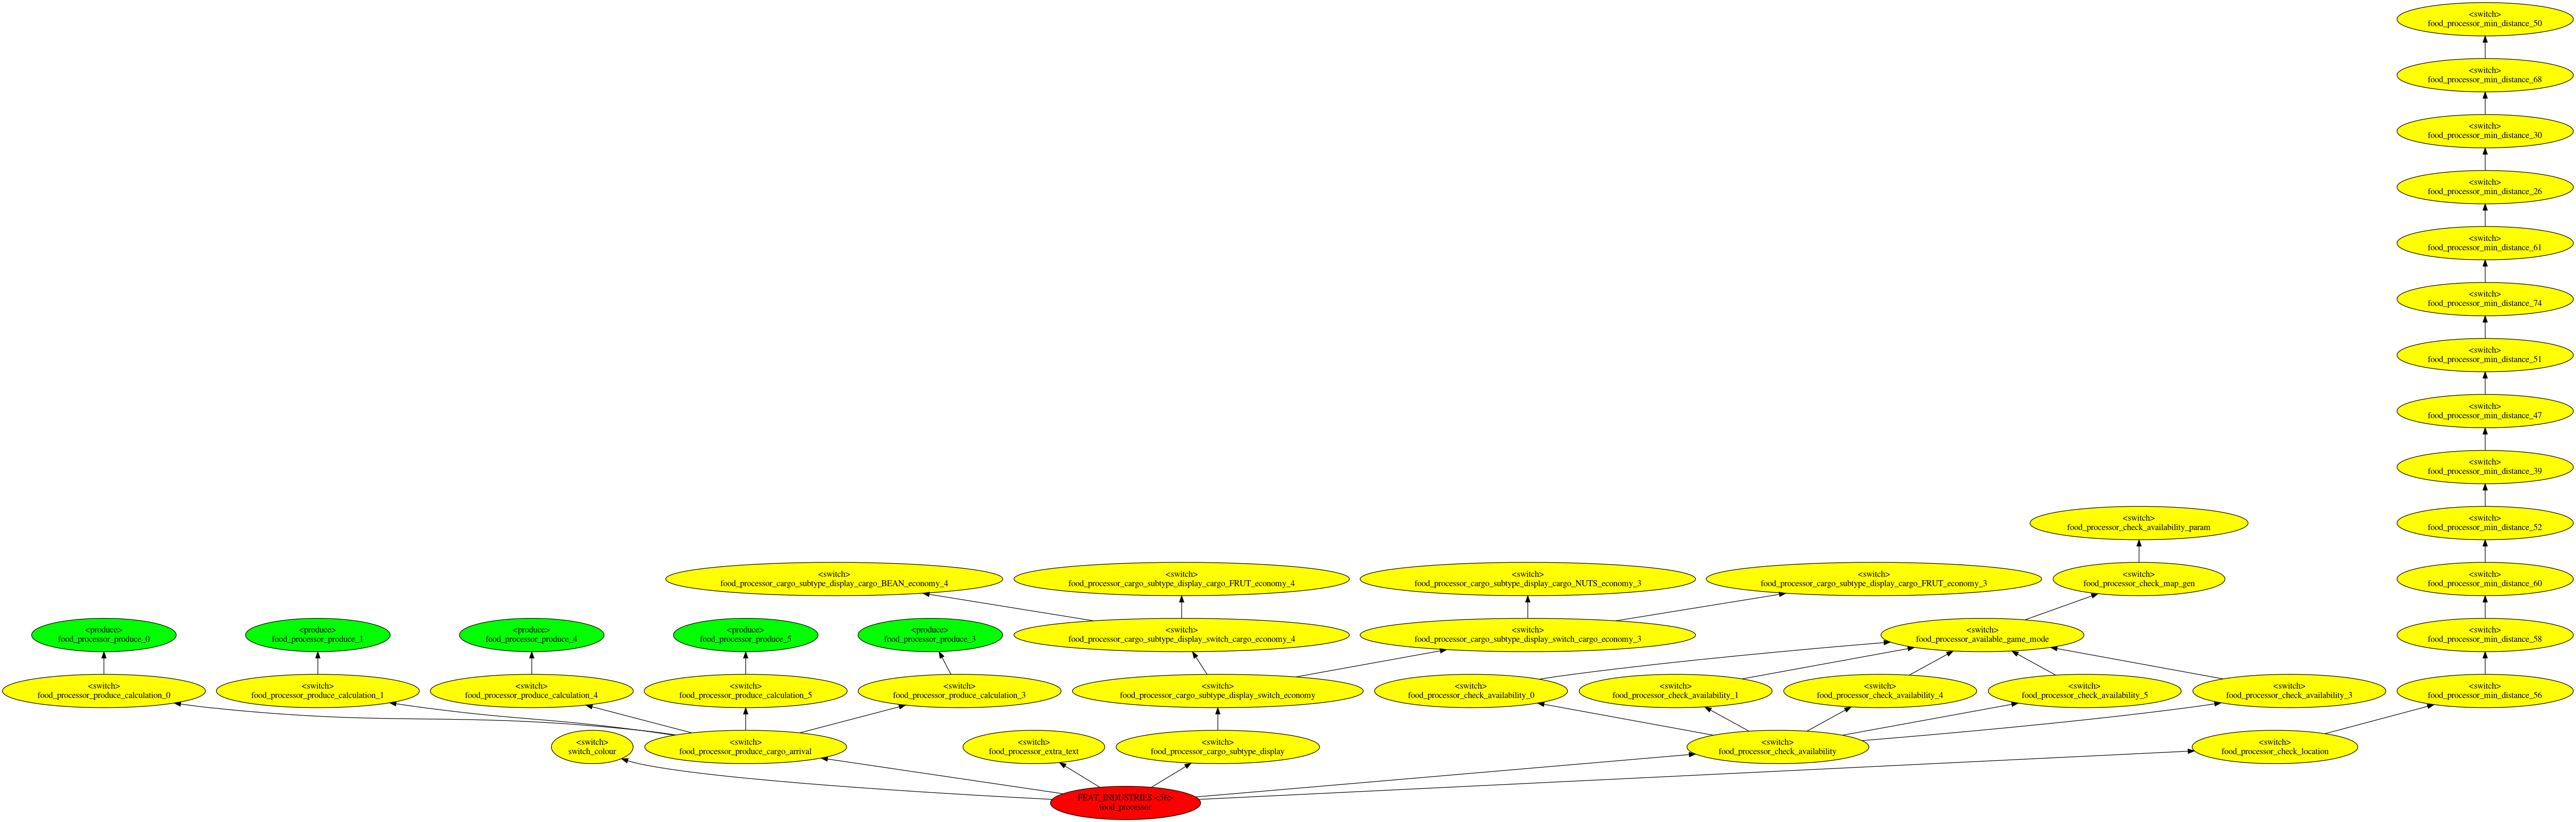 <switch>
food_processor_min_distance_50
<switch>
food_processor_min_distance_68
<switch>
food_processor_min_distance_30
<switch>
food_processor_min_distance_26
<switch>
food_processor_min_distance_61
<switch>
food_processor_min_distance_74
<switch>
food_processor_min_distance_51
<switch>
food_processor_min_distance_47
<switch>
food_processor_min_distance_39
<switch>
food_processor_check_availability_param
<switch>
food_processor_min_distance_52
<switch>
food_processor_cargo_subtype_display_cargo_BEAN_economy_4
<switch>
food_processor_cargo_subtype_display_cargo_FRUT_economy_4
<switch>
food_processor_cargo_subtype_display_cargo_NUTS_economy_3
<switch>
food_processor_cargo_subtype_display_cargo_FRUT_economy_3
<switch>
food_processor_check_map_gen
<switch>
food_processor_min_distance_60
<produce>
food_processor_produce_0
<produce>
food_processor_produce_1
<produce>
food_processor_produce_4
<produce>
food_processor_produce_5
<produce>
food_processor_produce_3
<switch>
food_processor_cargo_subtype_display_switch_cargo_economy_4
<switch>
food_processor_cargo_subtype_display_switch_cargo_economy_3
<switch>
food_processor_available_game_mode
<switch>
food_processor_min_distance_58
<switch>
food_processor_produce_calculation_0
<switch>
food_processor_produce_calculation_1
<switch>
food_processor_produce_calculation_4
<switch>
food_processor_produce_calculation_5
<switch>
food_processor_produce_calculation_3
<switch>
food_processor_cargo_subtype_display_switch_economy
<switch>
food_processor_check_availability_0
<switch>
food_processor_check_availability_1
<switch>
food_processor_check_availability_4
<switch>
food_processor_check_availability_5
<switch>
food_processor_check_availability_3
<switch>
food_processor_min_distance_56
<switch>
switch_colour
<switch>
food_processor_produce_cargo_arrival
<switch>
food_processor_extra_text
<switch>
food_processor_cargo_subtype_display
<switch>
food_processor_check_availability
<switch>
food_processor_check_location
FEAT_INDUSTRIES <56>
food_processor